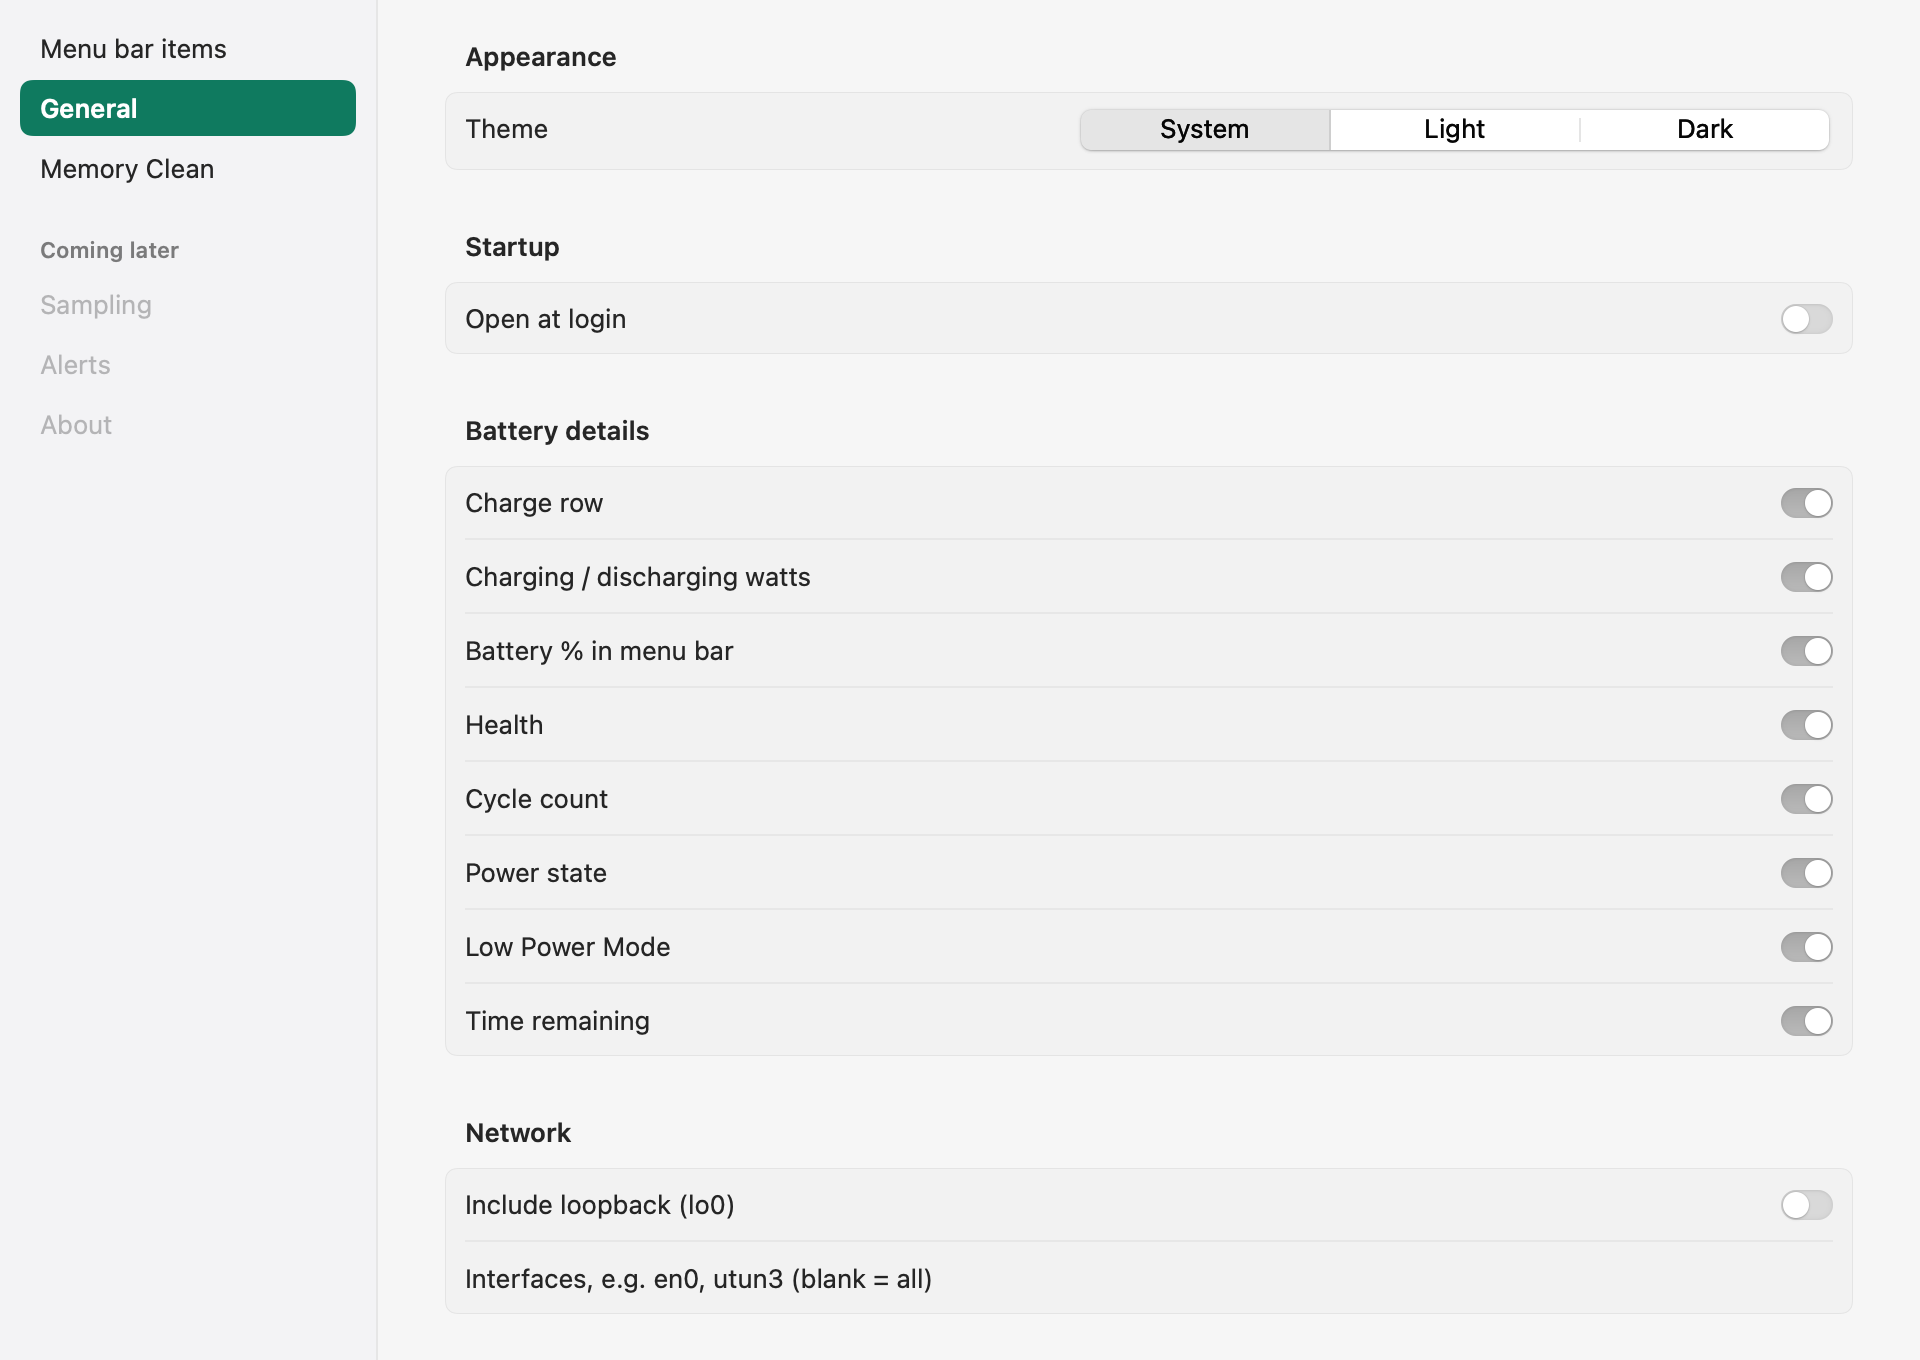 Menu bar items
General
Memory Clean
Coming later
Sampling
Alerts
About
Appearance
Theme
System
Light
Dark
Startup
Open at login
Battery details
Charge row
Charging / discharging watts
Battery % in menu bar
Health
Cycle count
Power state
Low Power Mode
Time remaining
Network
Include loopback (lo0)
Interfaces, e.g. en0, utun3 (blank = all)